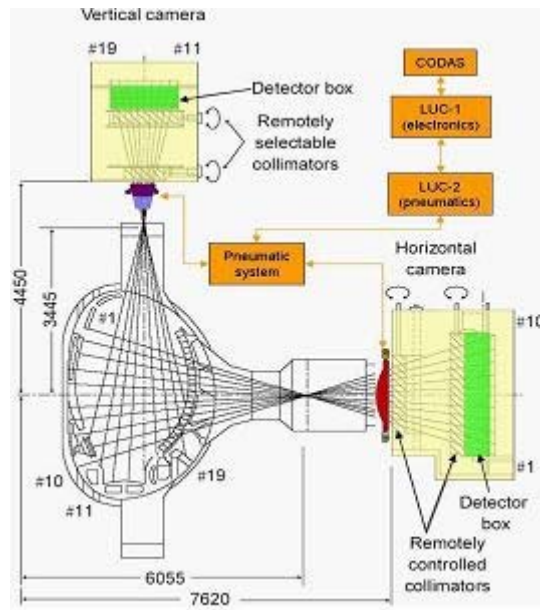 Vertical camera
#19
#11
Detector box
Remotely
selectable
collimators
CODAS
LUC-1
(electronics)
LUC-2
(pneumatics)
Pneumatic
system
Horizontal
camera
4450
3445
#1
#10
#10
#11
#19
#1
Detector
box
Remotely
controlled
collimators
6055
7620